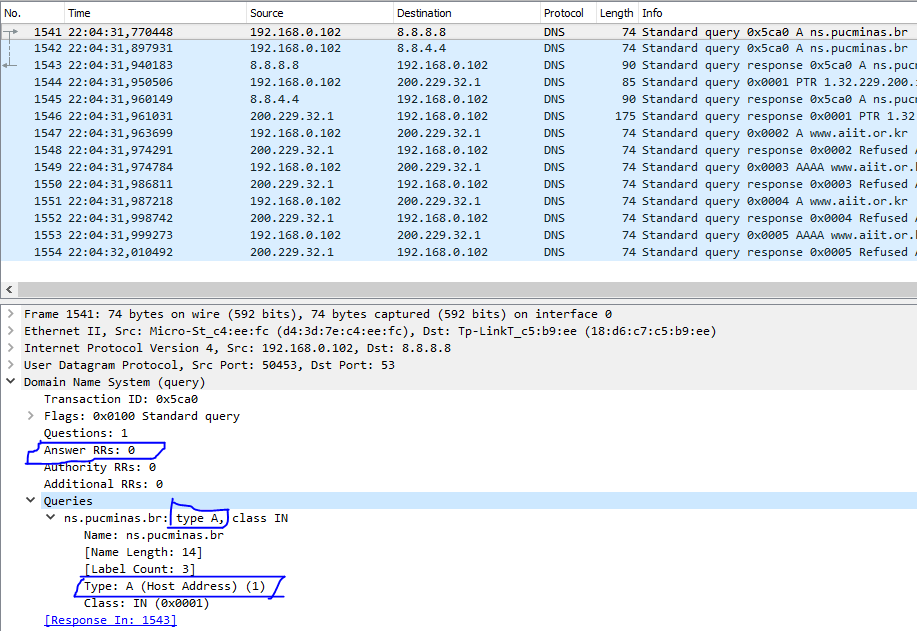 No. Time Source Destination Protocol Length Info
1541 22:04:31,770448 192.168.0.102 8.8.8.8 DNS 74 Standard query 0x5ca0 A ns.pucminas.br
1542 22:04:31,897931 192.168.0.102 8.8.4.4 DNS 74 Standard query 0x5ca0 A ns.pucminas.br
1543 22:04:31,940183 8.8.8.8 192.168.0.102 DNS 90 Standard query response 0x5ca0 A ns.puc
1544 22:04:31,950506 192.168.0.102 200.229.32.1 DNS 85 Standard query 0x0001 PTR 1.32.229.200.
1545 22:04:31,960149 8.8.4.4 192.168.0.102 DNS 90 Standard query response 0x5ca0 A ns.puc
1546 22:04:31,961031 200.229.32.1 192.168.0.102 DNS 175 Standard query response 0x0001 PTR 1.32
1547 22:04:31,963699 192.168.0.102 200.229.32.1 DNS 74 Standard query 0x0002 A www.aiit.or.kr
1548 22:04:31,974291 200.229.32.1 192.168.0.102 DNS 74 Standard query response 0x0002 Refused A
1549 22:04:31,974784 192.168.0.102 200.229.32.1 DNS 74 Standard query 0x0003 AAAA www.aiit.or.k
1550 22:04:31,986811 200.229.32.1 192.168.0.102 DNS 74 Standard query response 0x0003 Refused A
1551 22:04:31,987218 192.168.0.102 200.229.32.1 DNS 74 Standard query 0x0004 A www.aiit.or.kr
1552 22:04:31,998742 200.229.32.1 192.168.0.102 DNS 74 Standard query response 0x0004 Refused A
1553 22:04:31,999273 192.168.0.102 200.229.32.1 DNS 74 Standard query 0x0005 AAAA www.aiit.or.k
1554 22:04:32,010492 200.229.32.1 192.168.0.102 DNS 74 Standard query response 0x0005 Refused A
Frame 1541: 74 bytes on wire (592 bits), 74 bytes captured (592 bits) on interface 0
Ethernet II, Src: Micro-St_c4:ee:fc (d4:3d:7e:c4:ee:fc), Dst: Tp-LinkT_c5:b9:ee (18:d6:c7:c5:b9:ee)
Internet Protocol Version 4, Src: 192.168.0.102, Dst: 8.8.8.8
User Datagram Protocol, Src Port: 50453, Dst Port: 53
Domain Name System (query)
Transaction ID: 0x5ca0
Flags: 0x0100 Standard query
Questions: 1
Answer RRs: 0
Authority RRs: 0
Additional RRs: 0
Queries
ns.pucminas.br: type A, class IN
Name: ns.pucminas.br
[Name Length: 14]
[Label Count: 3]
Type: A (Host Address) (1)
Class: IN (0x0001)
[Response In: 1543]